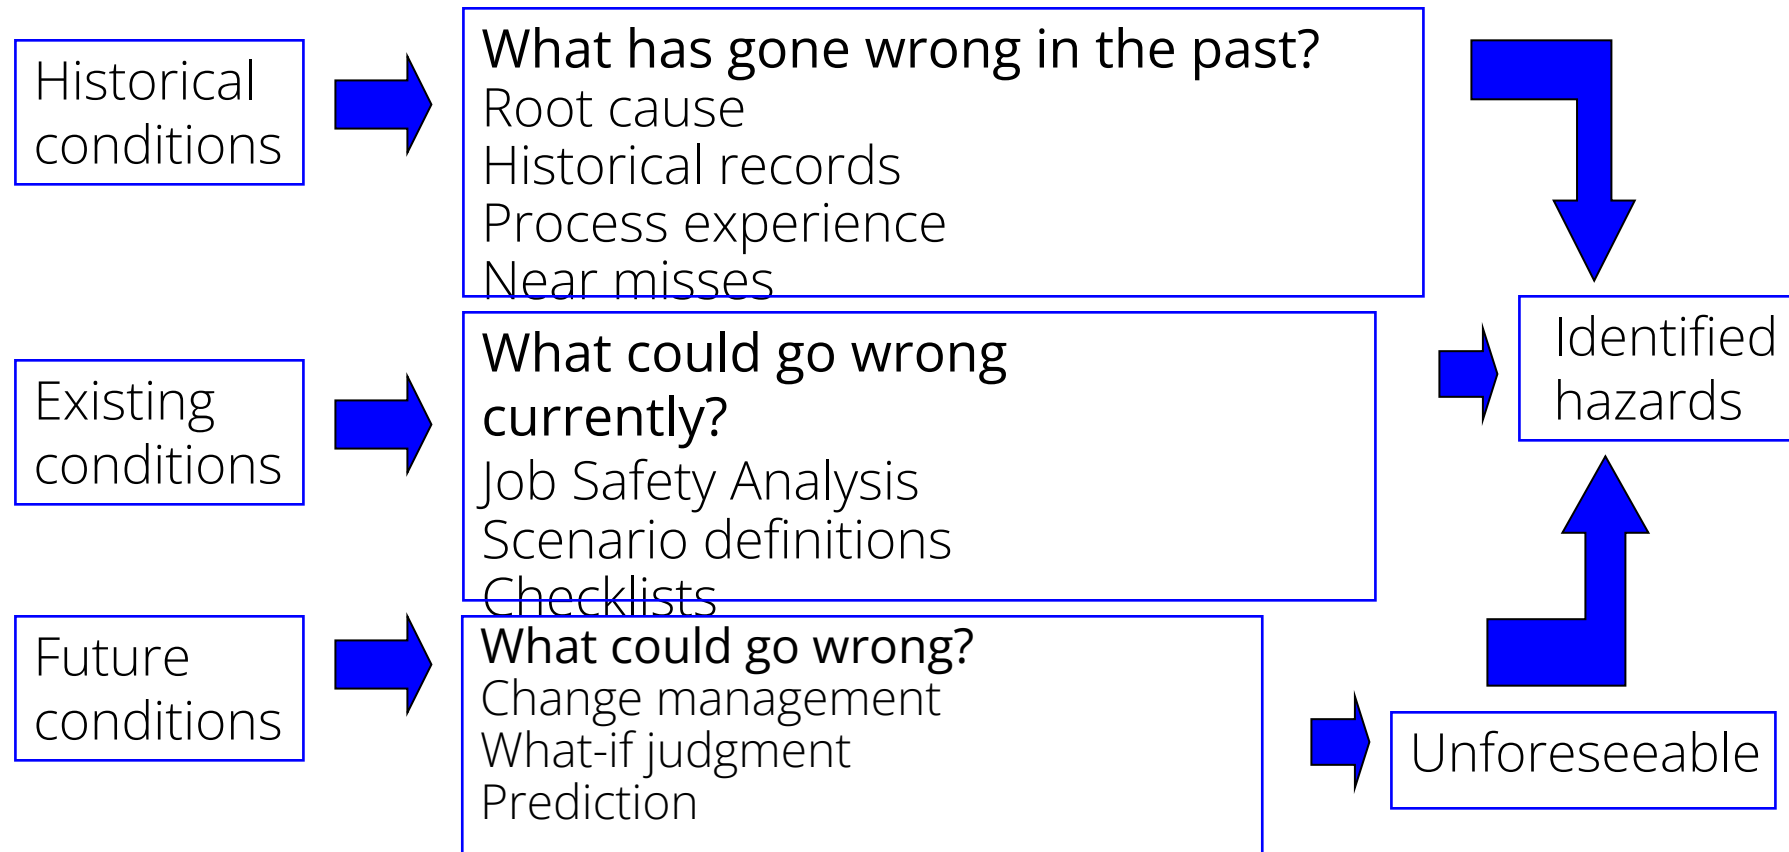 Historical
conditions
What has gone wrong in the past?
Root cause
Historical records
Process experience
Near misses
Existing
conditions
What could go wrong
currently?
Job Safety Analysis
Scenario definitions
Checklists
Identified
hazards
Future
conditions
What could go wrong?
Change management
What-if judgment
Prediction
Unforeseeable